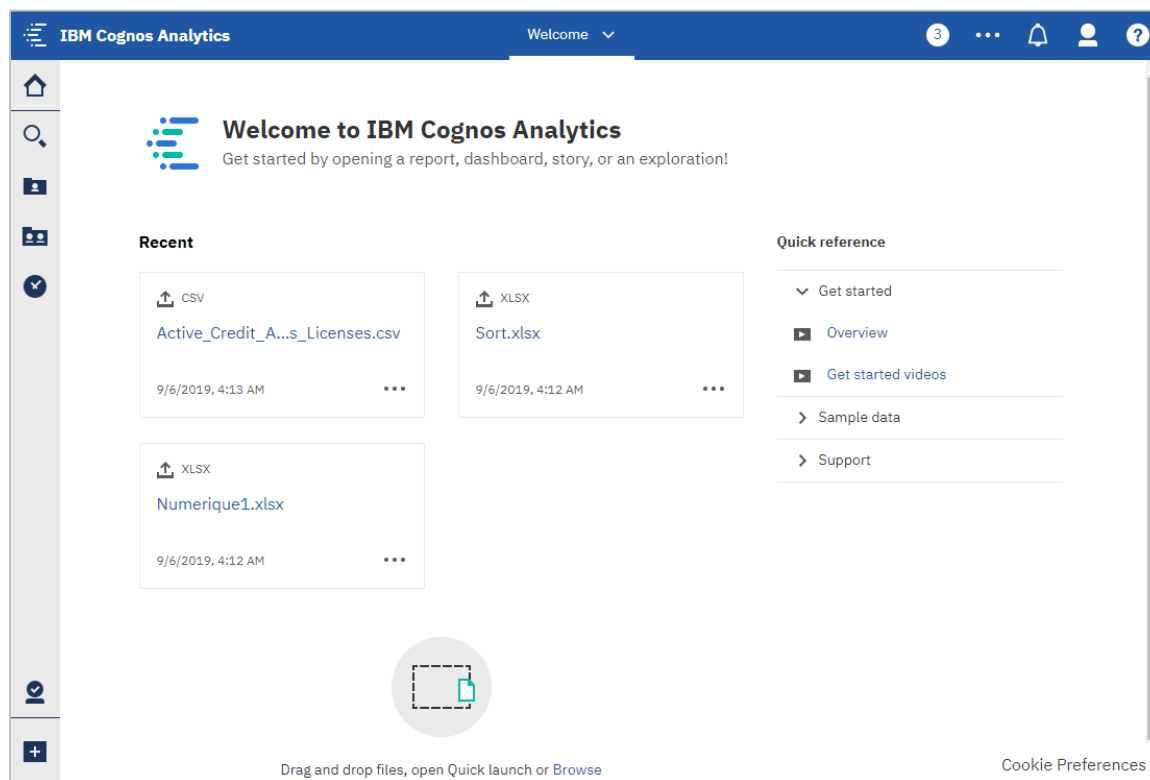 IBM Cognos Analytics
Welcome
3
?
Welcome to IBM Cognos Analytics
Get started by opening a report, dashboard, story, or an exploration!
Recent
CSV
Active_Credit_A...s_Licenses.csv
9/6/2019, 4:13 AM
XLSX
Sort.xlsx
9/6/2019, 4:12 AM
XLSX
Numerique1.xlsx
9/6/2019, 4:12 AM
Quick reference
Get started
Overview
Get started videos
Sample data
Support
Drag and drop files, open Quick launch or Browse
Cookie Preferences